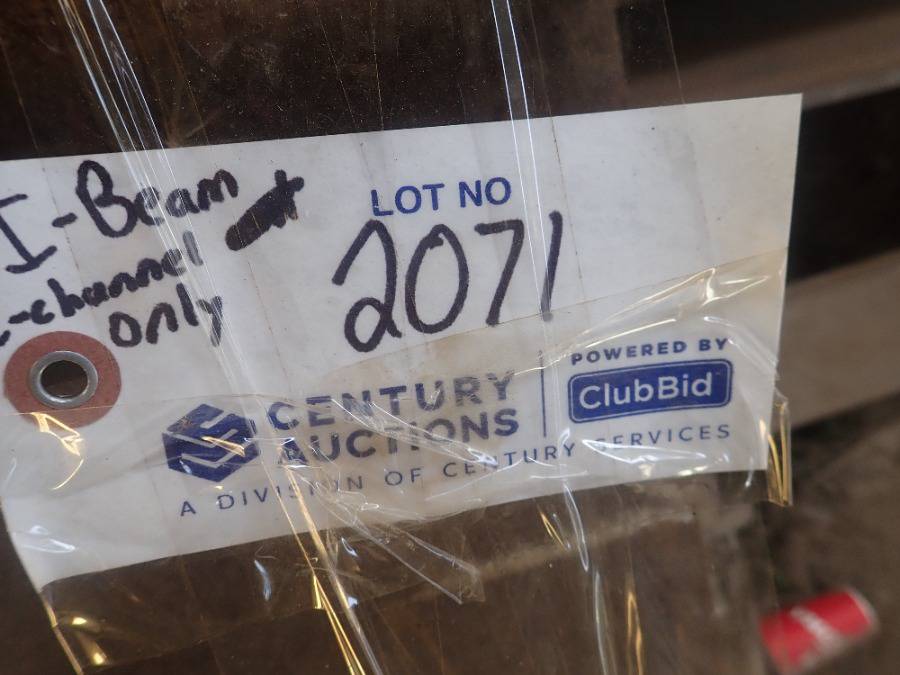 I-Beam
c-channel
only
LOT NO
2071
CENTURY
AUCTIONS
POWERED BY
ClubBid
A DIVISION OF CENTURY SERVICES